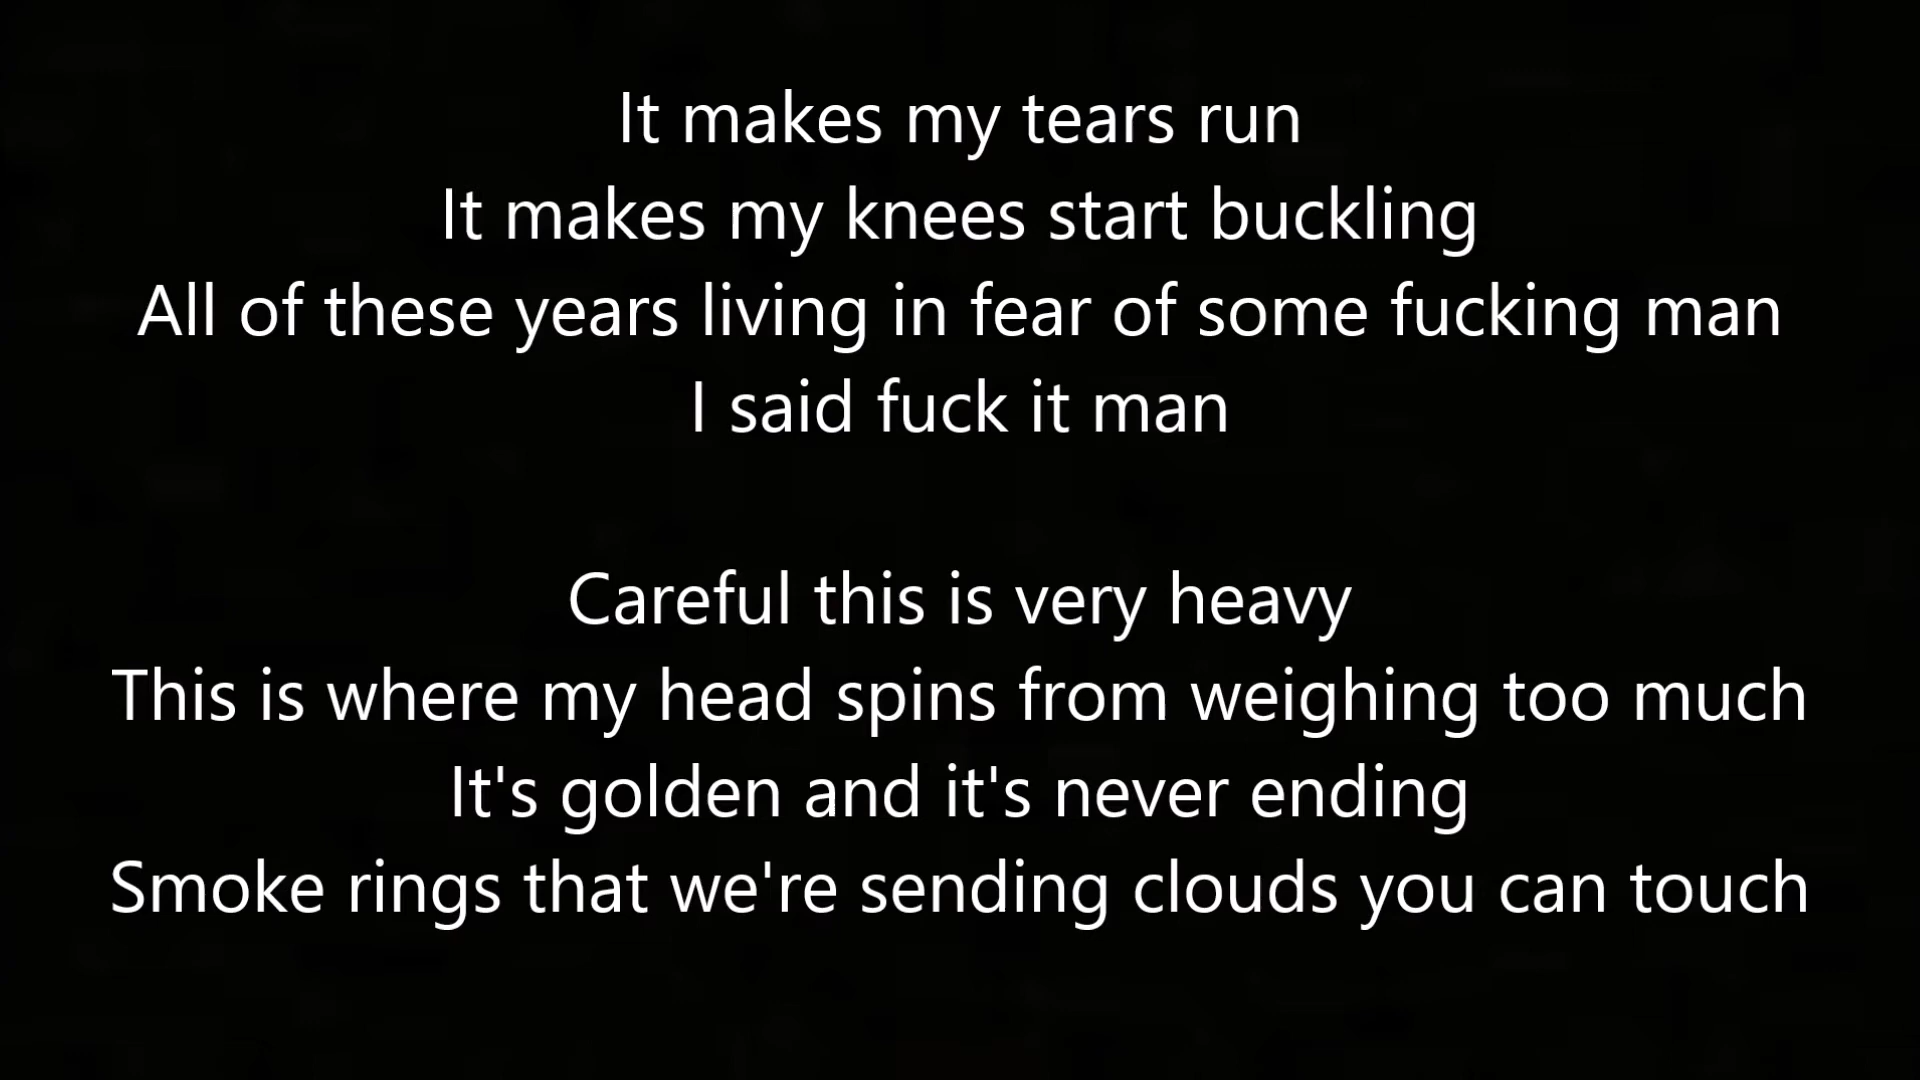 It makes my tears run
It makes my knees start buckling
All of these years living in fear of some fucking man
I said fuck it man
Careful this is very heavy
This is where my head spins from weighing too much
It's golden and it's never ending
Smoke rings that we're sending clouds you can touch